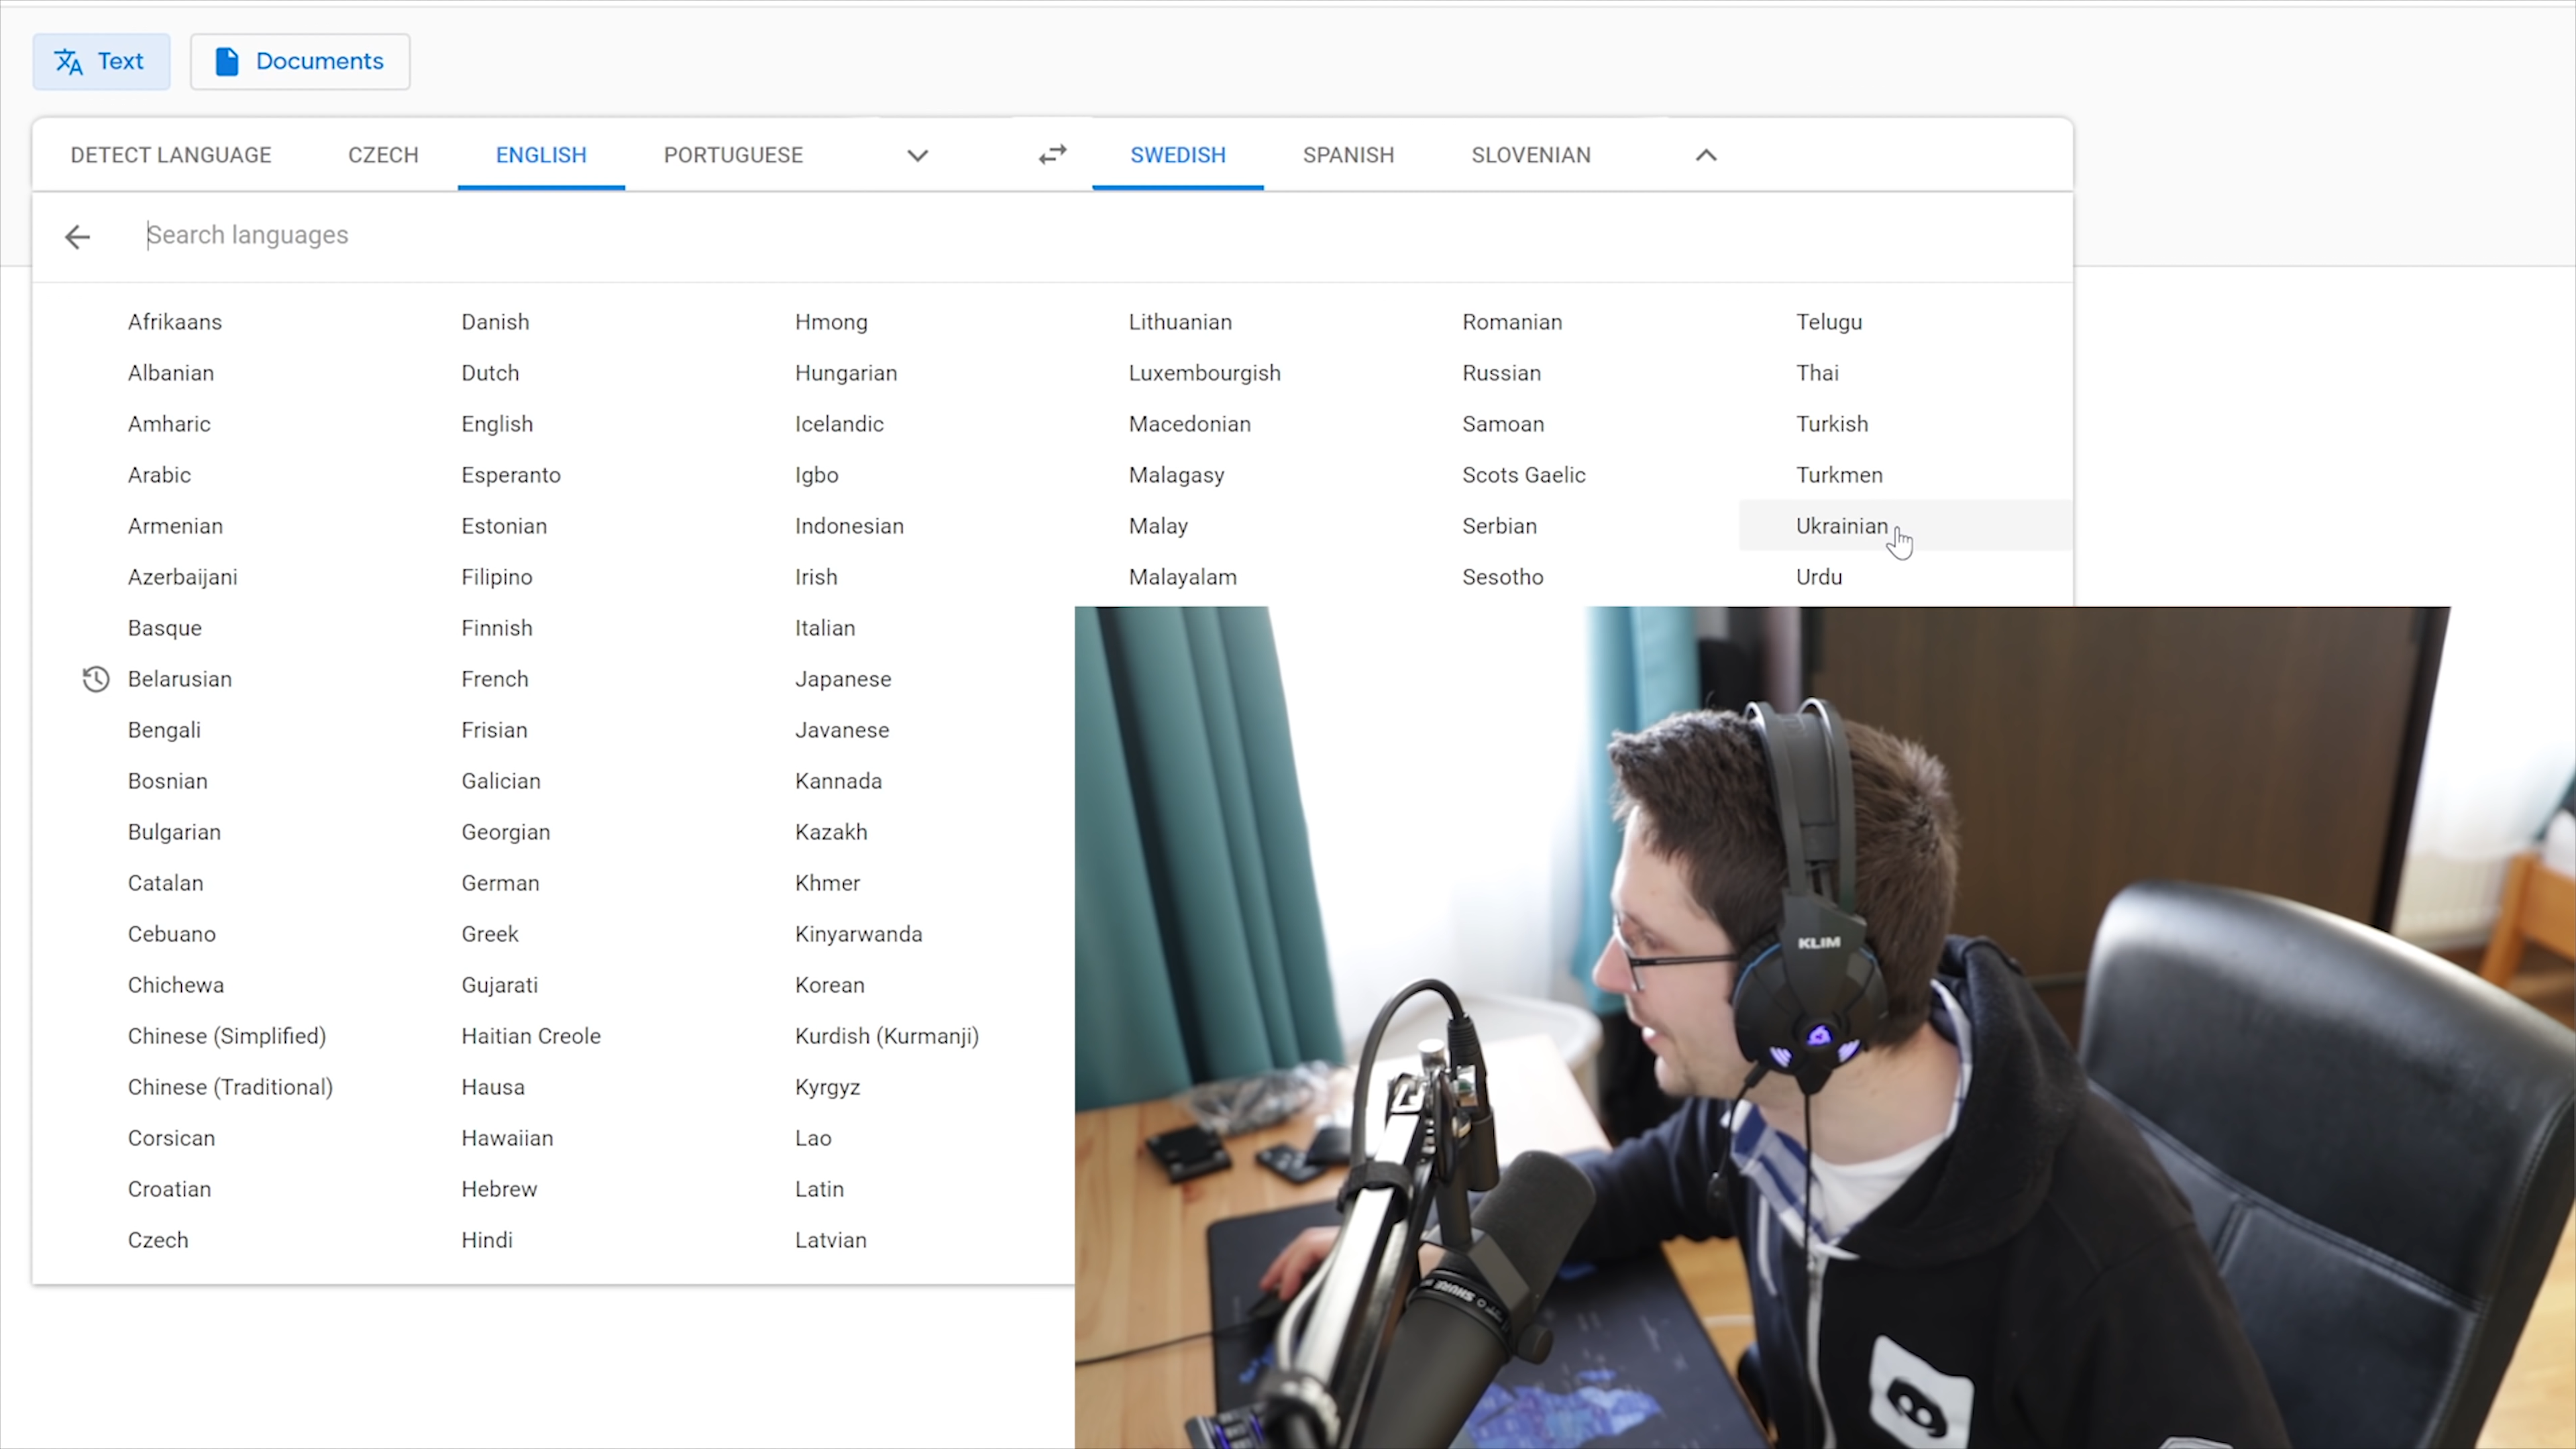 Text
Documents
DETECT LANGUAGE
CZECH
ENGLISH
PORTUGUESE
SWEDISH
SPANISH
SLOVENIAN
Search languages
Afrikaans
Albanian
Amharic
Arabic
Armenian
Azerbaijani
Basque
Belarusian
Bengali
Bosnian
Bulgarian
Catalan
Cebuano
Chichewa
Chinese (Simplified)
Chinese (Traditional)
Corsican
Croatian
Czech
Danish
Dutch
English
Esperanto
Estonian
Filipino
Finnish
French
Frisian
Galician
Georgian
German
Greek
Gujarati
Haitian Creole
Hausa
Hawaiian
Hebrew
Hindi
Hmong
Hungarian
Icelandic
Igbo
Indonesian
Irish
Italian
Japanese
Javanese
Kannada
Kazakh
Khmer
Kinyarwanda
Korean
Kurdish (Kurmanji)
Kyrgyz
Lao
Latin
Latvian
Lithuanian
Luxembourgish
Macedonian
Malagasy
Malay
Malayalam
Romanian
Russian
Samoan
Scots Gaelic
Serbian
Sesotho
Telugu
Thai
Turkish
Turkmen
Ukrainian
Urdu
KLIM
SHURE